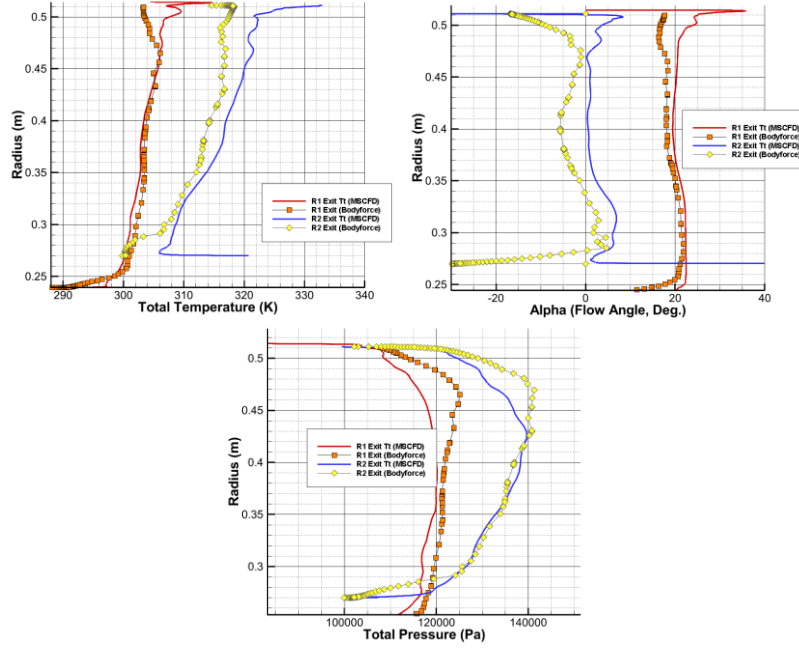 Radius (m)
0.5
0.45
0.4
0.35
0.3
0.25
R1 Exit Tt (MSCFD)
R1 Exit (Bodyforce)
R2 Exit Tt (MSCFD)
R2 Exit (Bodyforce)
290 300 310 320 330 340
Total Temperature (K)
Radius (m)
0.5
0.45
0.4
0.35
0.3
0.25
R1 Exit Tt (MSCFD)
R1 Exit (Bodyforce)
R2 Exit Tt (MSCFD)
R2 Exit (Bodyforce)
-20 0 20 40
Alpha (Flow Angle, Deg.)
Radius (m)
0.5
0.45
0.4
0.35
0.3
R1 Exit Tt (MSCFD)
R1 Exit (Bodyforce)
R2 Exit Tt (MSCFD)
R2 Exit (Bodyforce)
100000 120000 140000
Total Pressure (Pa)